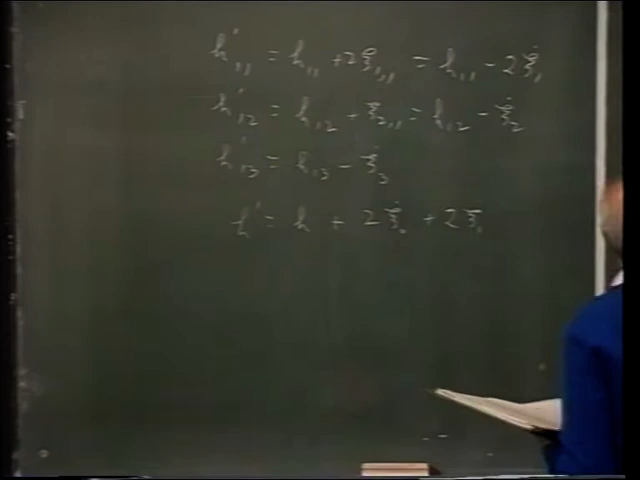 h'₁₁ = h₁₁ + 2ξ₁,₁ = h₁₁ - 2ξ̇₁
h'₁₂ = h₁₂ + ξ₂,₁ = h₁₂ - ξ̇₂
h'₁₃ = h₁₃ - ξ̇₃
h' = h + 2ξ̇₀ + 2ξ̇₁